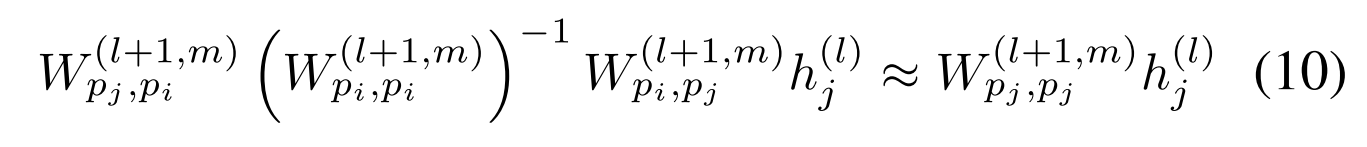 W_{p_j,p_i}^{(l+1,m)} \left( W_{p_i,p_i}^{(l+1,m)} \right)^{-1} W_{p_i,p_j}^{(l+1,m)} h_j^{(l)} \approx W_{p_j,p_j}^{(l+1,m)} h_j^{(l)} (10)